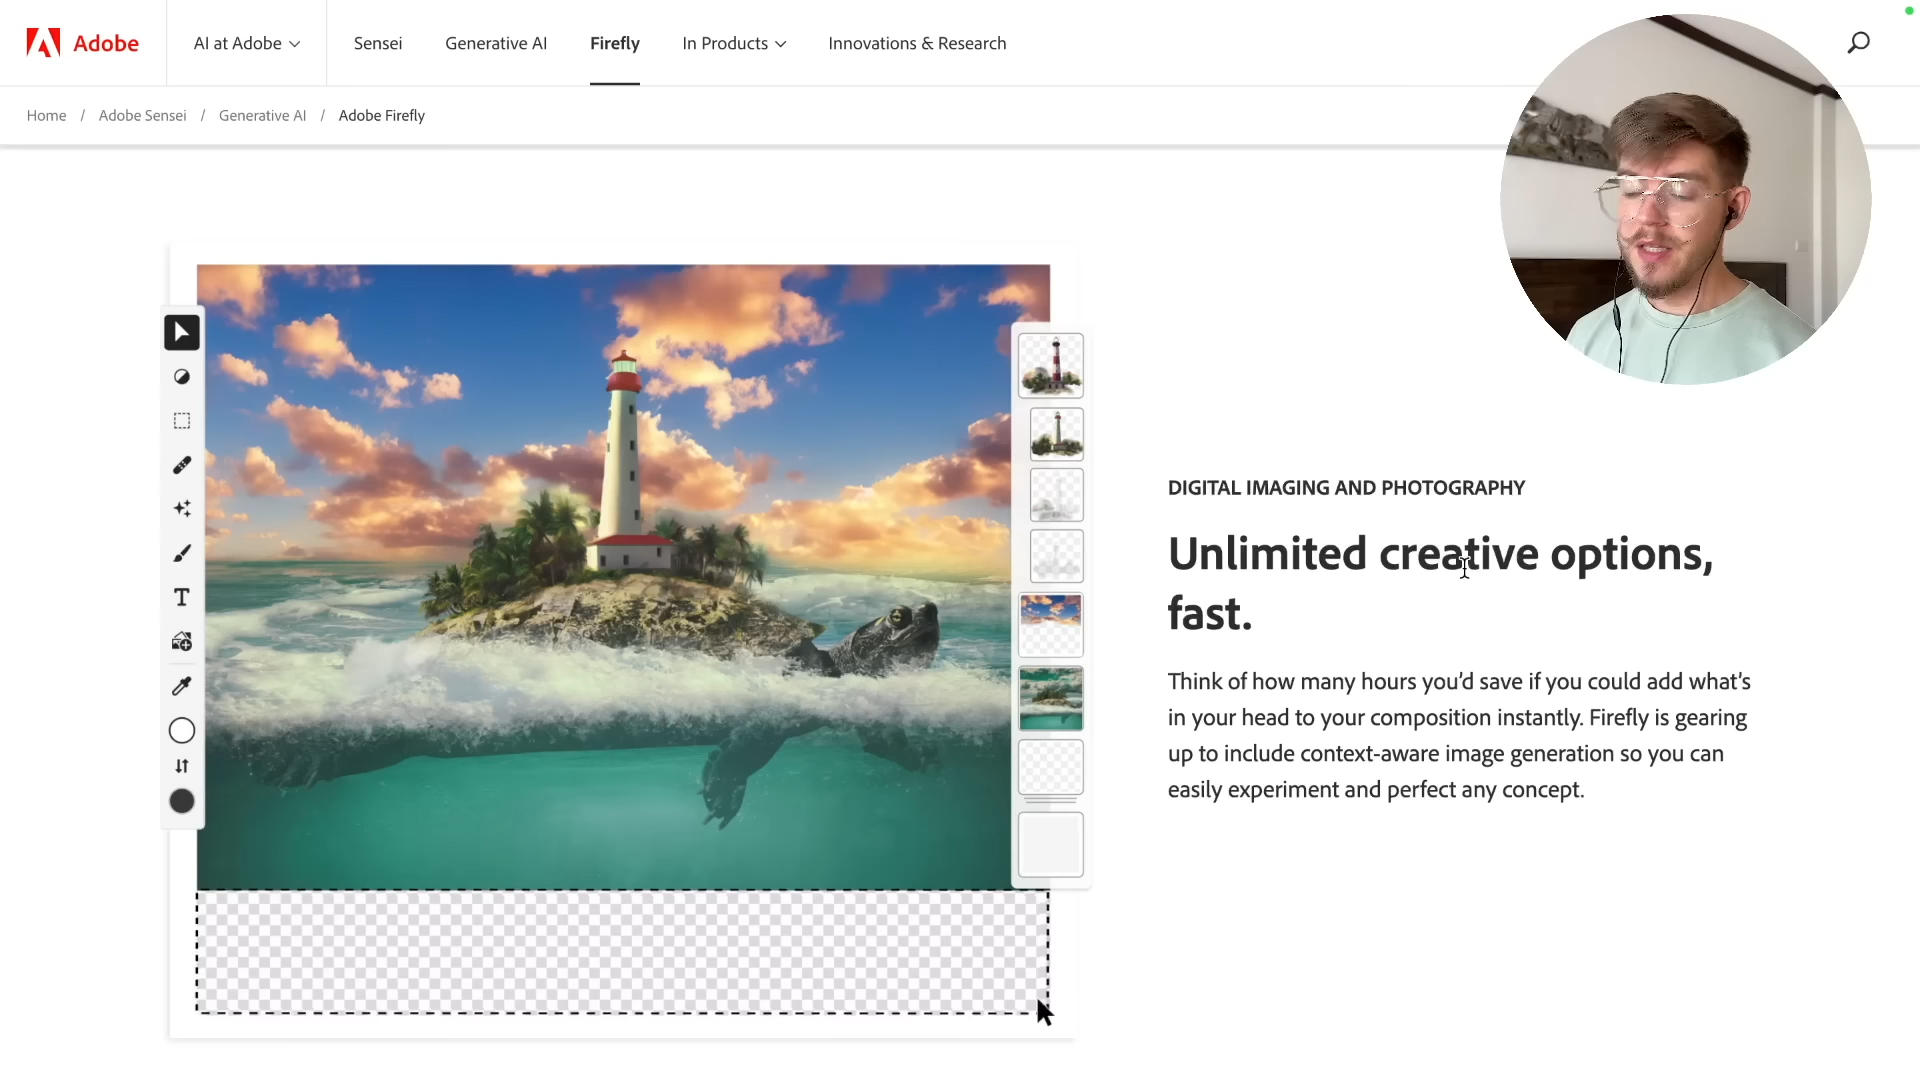 Adobe
AI at Adobe
Sensei
Generative AI
Firefly
In Products
Innovations & Research
Home / Adobe Sensei / Generative AI / Adobe Firefly
T
DIGITAL IMAGING AND PHOTOGRAPHY
Unlimited creative options,
fast.
Think of how many hours you’d save if you could add what’s
in your head to your composition instantly. Firefly is gearing
up to include context-aware image generation so you can
easily experiment and perfect any concept.